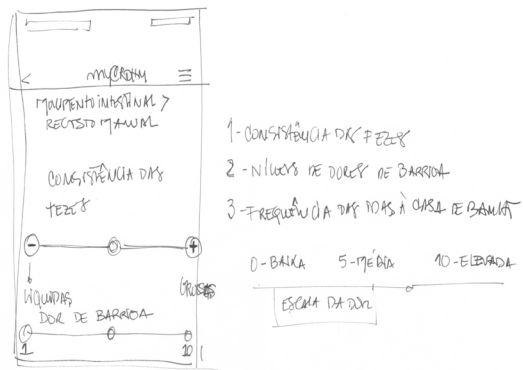 < myCROHN
MOVIMENTO INTESTINAL >
REGISTO MANUAL
CONSISTÊNCIA DAS
FEZES
- +
LÍQUIDAS
DOR DE BARRIGA
1 10
1 - CONSISTÊNCIA DAS FEZES
2 - NÍVEIS DE DORES DE BARRIGA
3 - FREQUÊNCIA DAS IDAS À CASA DE BANHO
0 - BAIXA 5 - MÉDIA 10 - ELEVADA
ESCALA DA DOR